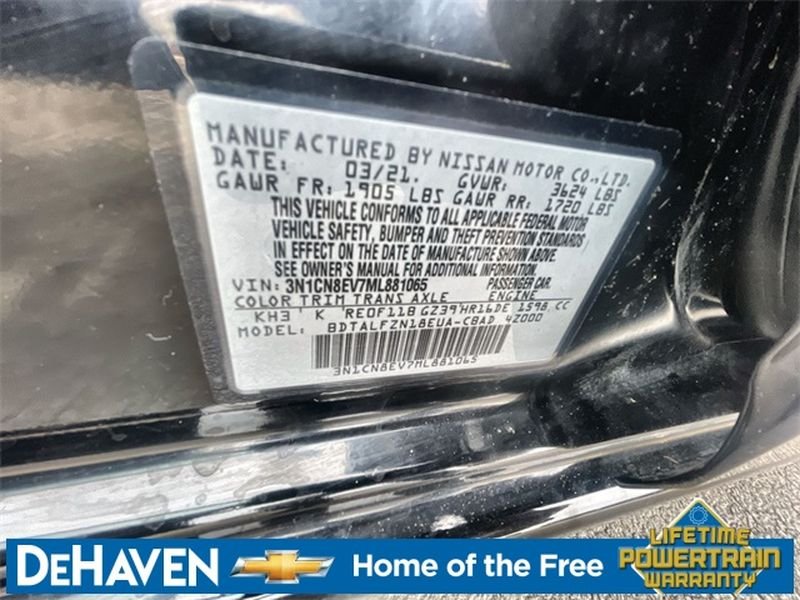 MANUFACTURED BY NISSAN MOTOR CO.,LTD.
DATE: 03/21. GVWR: 3624 LBS
GAWR FR: 1905 LBS GAWR RR: 1720 LBS
THIS VEHICLE CONFORMS TO ALL APPLICABLE FEDERAL MOTOR
VEHICLE SAFETY, BUMPER AND THEFT PREVENTION STANDARDS
IN EFFECT ON THE DATE OF MANUFACTURE SHOWN ABOVE.
SEE OWNER'S MANUAL FOR ADDITIONAL INFORMATION.
VIN: 3N1CN8EV7ML881065 PASSENGER CAR.
COLOR TRIM TRANS AXLE ENGINE
KH3 K RE0F11B GZ39 HR16DE 1598 CC
MODEL: BDTALFZN18EUA-CBAD 42000
3N1CN8EV7ML881065
DEHAVEN Home of the Free
LIFETIME
POWERTRAIN
WARRANTY